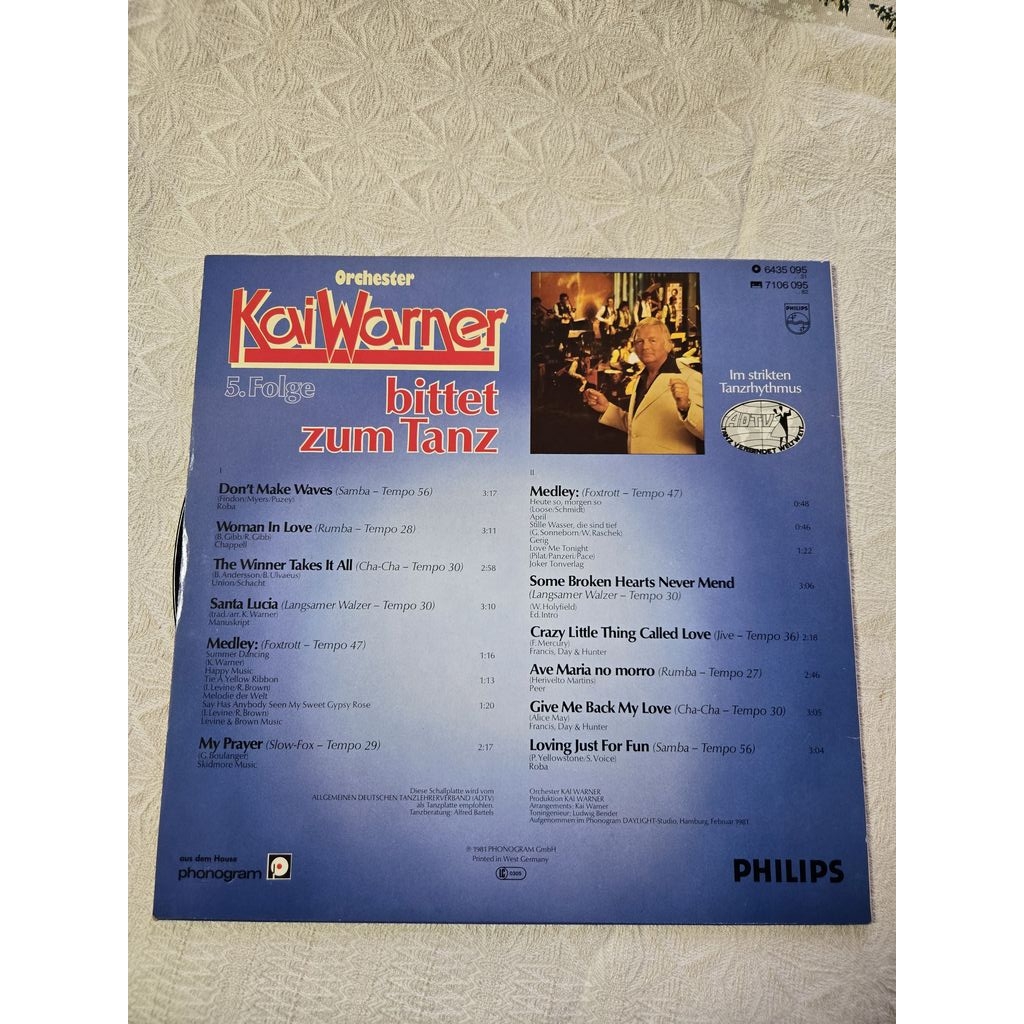 Orchester
Kai Warner
5. Folge
bittet
zum Tanz
6435 095
7106 095
PHILIPS
Im strikten
Tanzrhythmus
ADTV
TANZ VERBINDET WELTWEIT
I
Don't Make Waves (Samba – Tempo 56) 3:17
(Findon/Myers/Puzey)
Roba
Woman In Love (Rumba – Tempo 28) 3:11
(B. Gibb/R. Gibb)
Chappell
The Winner Takes It All (Cha-Cha – Tempo 30) 2:58
(B. Andersson/B. Ulvaeus)
Union/Schacht
Santa Lucia (Langsamer Walzer – Tempo 30) 3:10
(trad./arr. K. Warner)
Manuskript
Medley: (Foxtrott – Tempo 47)
Summer Dancing 1:16
(K. Warner)
Happy Music
Tie A Yellow Ribbon 1:13
(I. Levine/R. Brown)
Melodie der Welt
Say Has Anybody Seen My Sweet Gypsy Rose 1:20
(I. Levine/R. Brown)
Levine & Brown Music
My Prayer (Slow-Fox – Tempo 29) 2:17
(G. Boulanger)
Skidmore Music
II
Medley: (Foxtrott – Tempo 47)
Heute so, morgen so 0:48
(Loose/Schmidt)
April
Stille Wasser, die sind tief 0:46
(G. Sonneborn/W. Raschek)
Gerig
Love Me Tonight 1:22
(Pilat/Panzeri/Pace)
Joker Tonverlag
Some Broken Hearts Never Mend 3:06
(Langsamer Walzer – Tempo 30)
(W. Holyfield)
Ed. Intro
Crazy Little Thing Called Love (Jive – Tempo 36) 2:18
(F. Mercury)
Francis, Day & Hunter
Ave Maria no morro (Rumba – Tempo 27) 2:46
(Herivelto Martins)
Peer
Give Me Back My Love (Cha-Cha – Tempo 30) 3:05
(Alice May)
Francis, Day & Hunter
Loving Just For Fun (Samba – Tempo 56) 3:04
(P. Yellowstone/S. Voice)
Roba
Diese Schallplatte wird vom
ALLGEMEINEN DEUTSCHEN TANZLEHRERVERBAND (ADTV)
als Tanzplatte empfohlen.
Tanzberatung: Alfred Bartels
Orchester KAI WARNER
Produktion KAI WARNER
Arrangements: Kai Warner
Toningenieur: Ludwig Bender
Aufgenommen im Phonogram DAYLIGHT-Studio, Hamburg, Februar 1981.
℗ 1981 PHONOGRAM GmbH
Printed in West Germany
LC 0305
aus dem Hause
phonogram
PHILIPS